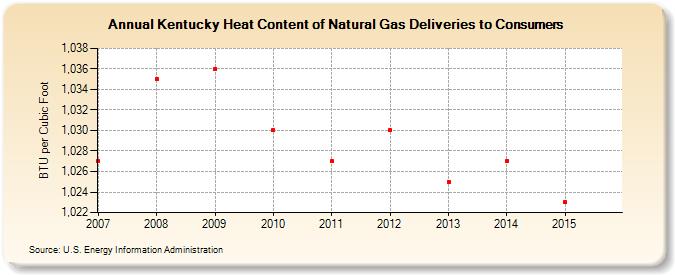 Annual Kentucky Heat Content of Natural Gas Deliveries to Consumers
BTU per Cubic Foot
1,038
1,036
1,034
1,032
1,030
1,028
1,026
1,024
1,022
2007 2008 2009 2010 2011 2012 2013 2014 2015
Source: U.S. Energy Information Administration